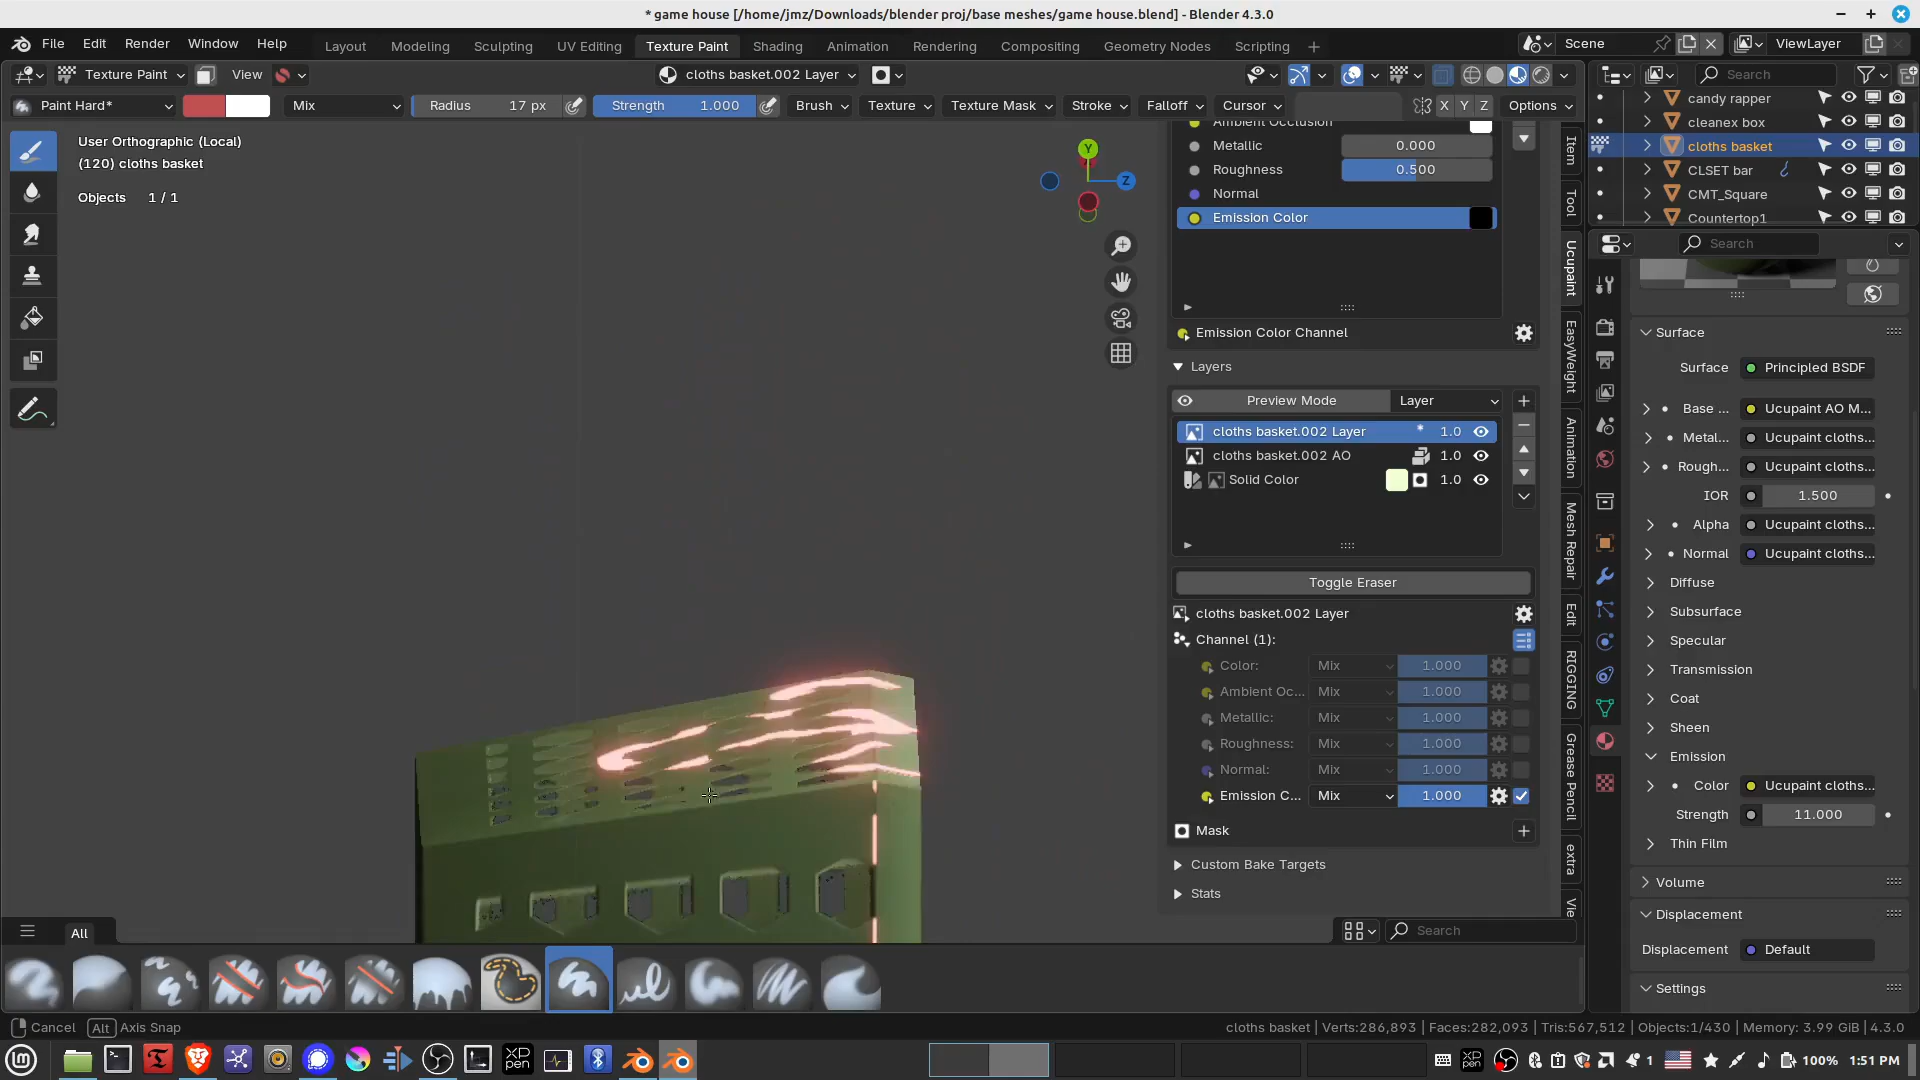 * game house [/home/jmz/Downloads/blender proj/base meshes/game house.blend] - Blender 4.3.0
File Edit Render Window Help
Layout Modeling Sculpting UV Editing Texture Paint Shading Animation Rendering Compositing Geometry Nodes Scripting +
Scene
ViewLayer
Texture Paint
View
cloths basket.002 Layer
Search
Paint Hard*
Mix
Radius 17 px
Strength 1.000
Brush
Texture
Texture Mask
Stroke
Falloff
Cursor
X Y Z
Options
User Orthographic (Local)
(120) cloths basket
Objects 1 / 1
Y
Z
Ambient Occlusion
Metallic 0.000
Roughness 0.500
Normal
Emission Color
Emission Color Channel
Layers
Preview Mode
Layer
cloths basket.002 Layer * 1.0
cloths basket.002 AO 1.0
Solid Color 1.0
Toggle Eraser
cloths basket.002 Layer
Channel (1):
Color: Mix 1.000
Ambient Oc... Mix 1.000
Metallic: Mix 1.000
Roughness: Mix 1.000
Normal: Mix 1.000
Emission C... Mix 1.000
Mask
Custom Bake Targets
Stats
Item
Tool
Ucupaint
EasyWeight
Animation
Mesh Repair
Edit
RIGGING
Grease Pencil
extra
Vie
candy rapper
cleanex box
cloths basket
CLSET bar
CMT_Square
Countertop1
Search
Surface
Surface Principled BSDF
Base ... Ucupaint AO M...
Metal... Ucupaint cloths...
Rough... Ucupaint cloths...
IOR 1.500
Alpha Ucupaint cloths...
Normal Ucupaint cloths...
Diffuse
Subsurface
Specular
Transmission
Coat
Sheen
Emission
Color Ucupaint cloths...
Strength 11.000
Thin Film
Volume
Displacement
Displacement Default
Settings
All
Search
Cancel Alt Axis Snap
cloths basket | Verts:286,893 | Faces:282,093 | Tris:567,512 | Objects:1/430 | Memory: 3.99 GiB | 4.3.0
XP PEN
XP PEN
1
100% 1:51 PM